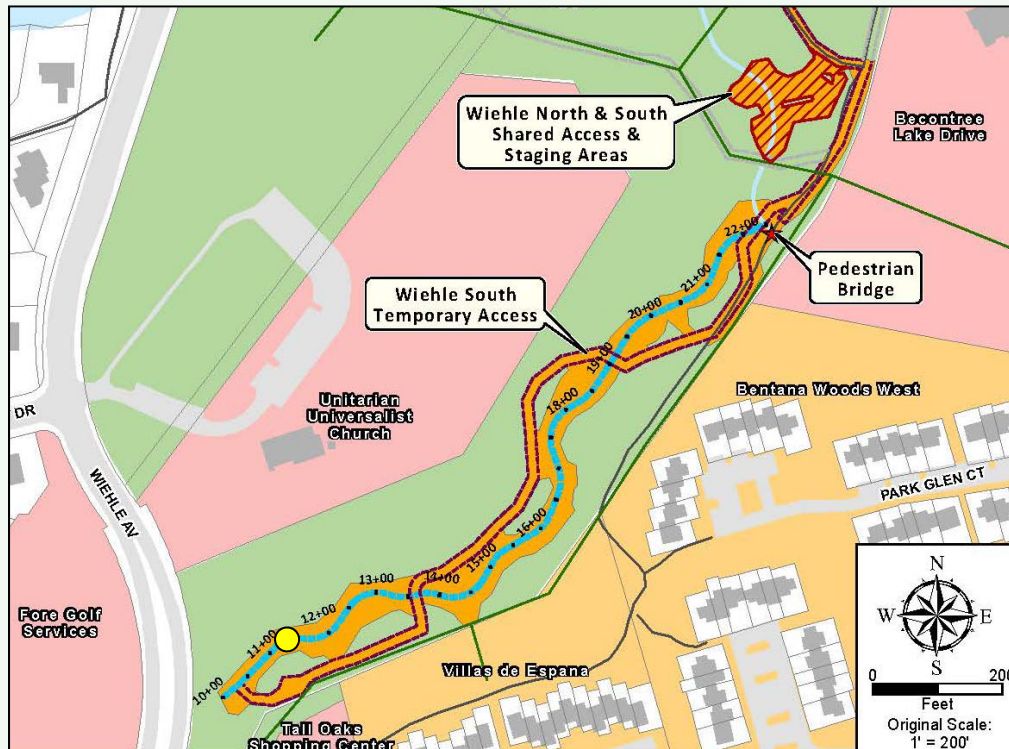 Wiehle North & South
Shared Access &
Staging Areas
Becontree
Lake Drive
22+00
Pedestrian
Bridge
21+00
Wiehle South
Temporary Access
20+00
19+00
Bentana Woods West
Unitarian
Universalist
Church
18+00
DR
WIEHLE AV
PARK GLEN CT
16+00
15+00
14+00
13+00
12+00
11+00
10+00
Fore Golf
Services
Villas de Espana
Tall Oaks
Shopping Center
N
W
E
S
0
200
Feet
Original Scale:
1' = 200'